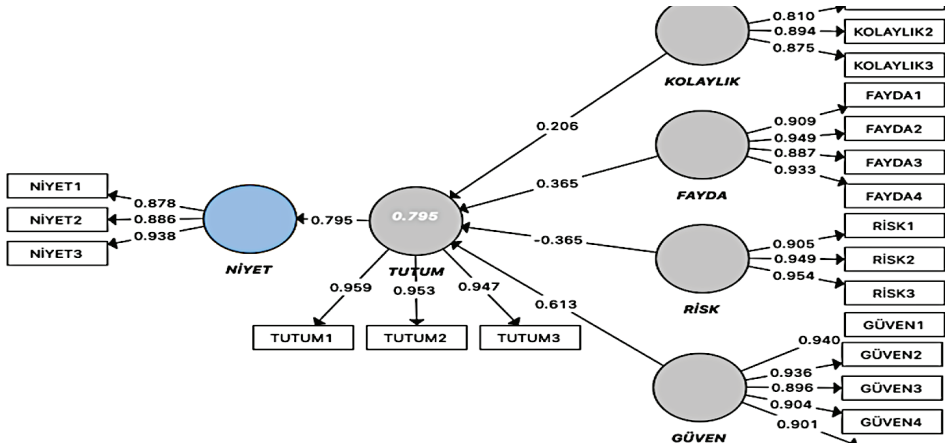 0.810
KOLAYLIK2
0.894
0.875
KOLAYLIK3
KOLAYLIK
FAYDA1
0.909
FAYDA2
0.949
0.887
FAYDA3
0.933
FAYDA4
FAYDA
0.206
0.365
-0.365
0.613
NİYET1
0.878
NİYET2
0.886
NİYET3
0.938
NİYET
0.795
0.795
TUTUM
0.959
0.953
0.947
TUTUM1
TUTUM2
TUTUM3
RİSK1
0.905
RİSK2
0.949
0.954
RİSK3
RİSK
GÜVEN1
0.940
GÜVEN2
0.936
GÜVEN3
0.896
0.904
GÜVEN4
0.901
GÜVEN